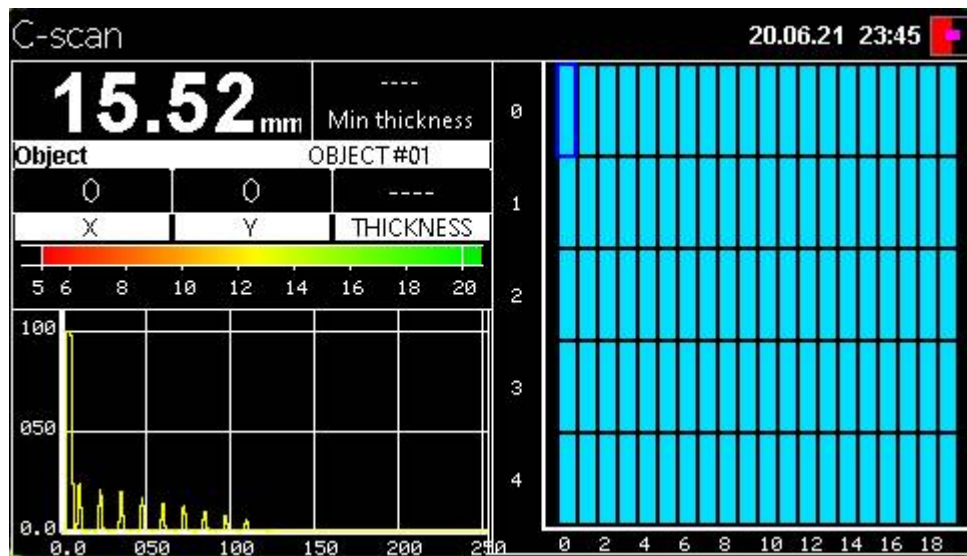 C-scan 20.06.21 23:45
15.52 mm
----
Min thickness
Object OBJECT #01
0 0 ----
X Y THICKNESS
5 6 8 10 12 14 16 18 20
100
050
0.0
0.0 050 100 150 200 250
0
1
2
3
4
0 2 4 6 8 10 12 14 16 18